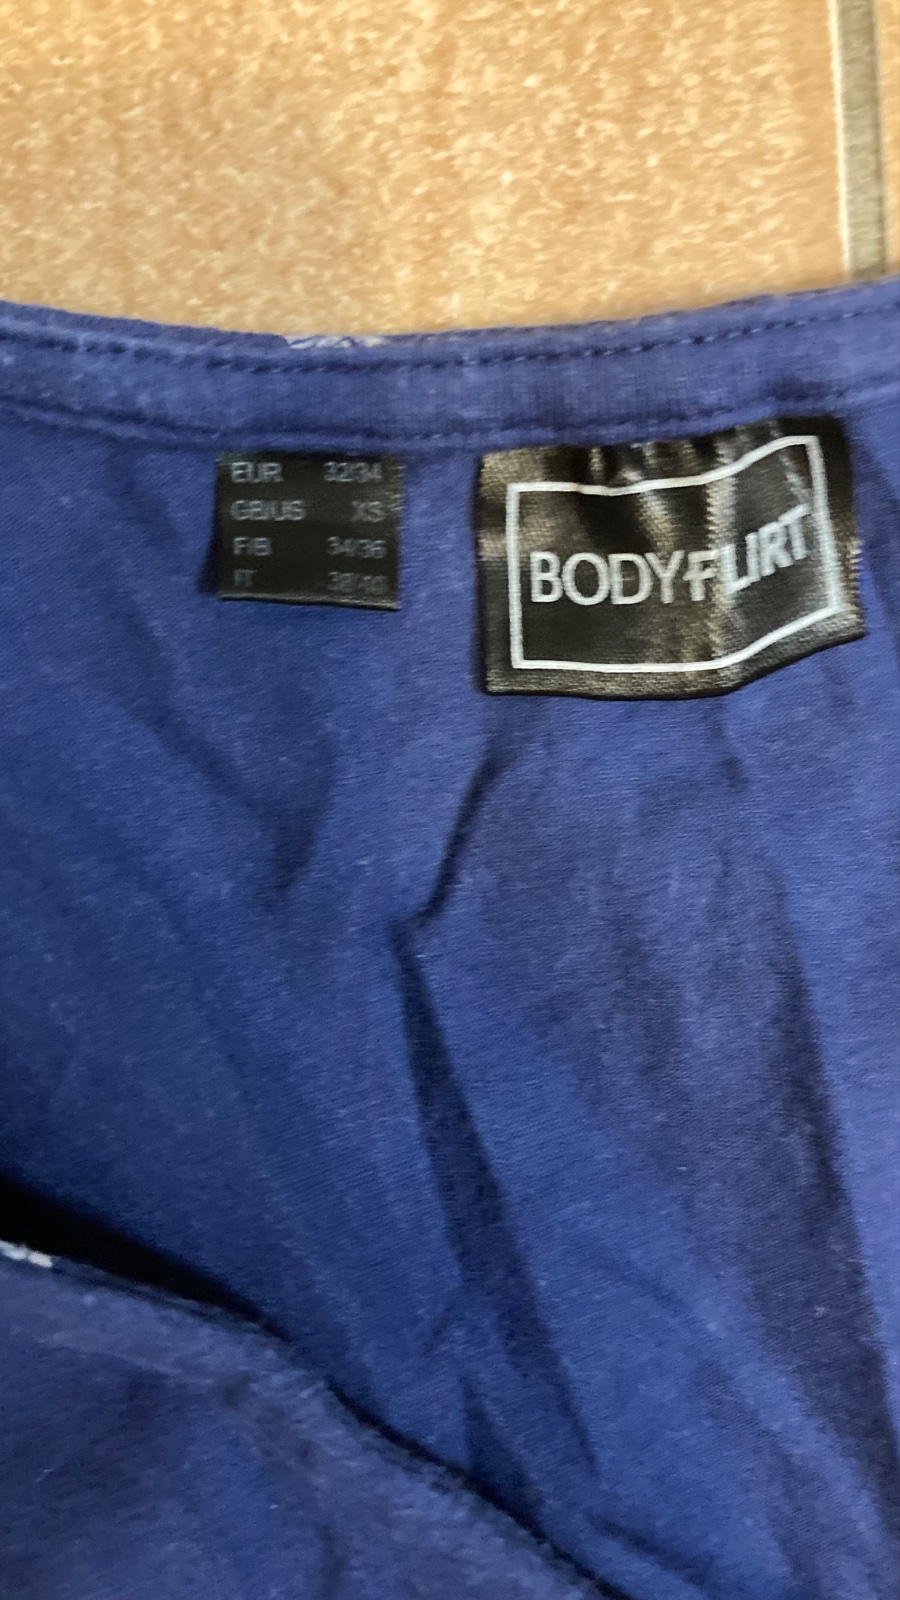 EUR 32/34
GB/US XS
F/B 34/36
IT 38/40
BODYFLIRT